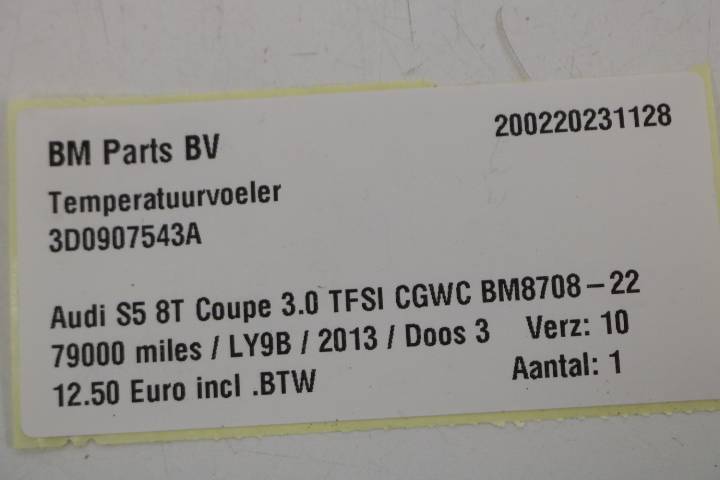 BM Parts BV 200220231128
Temperatuurvoeler
3D0907543A
Audi S5 8T Coupe 3.0 TFSI CGWC BM8708-22
79000 miles / LY9B / 2013 / Doos 3 Verz: 10
12.50 Euro incl .BTW Aantal: 1